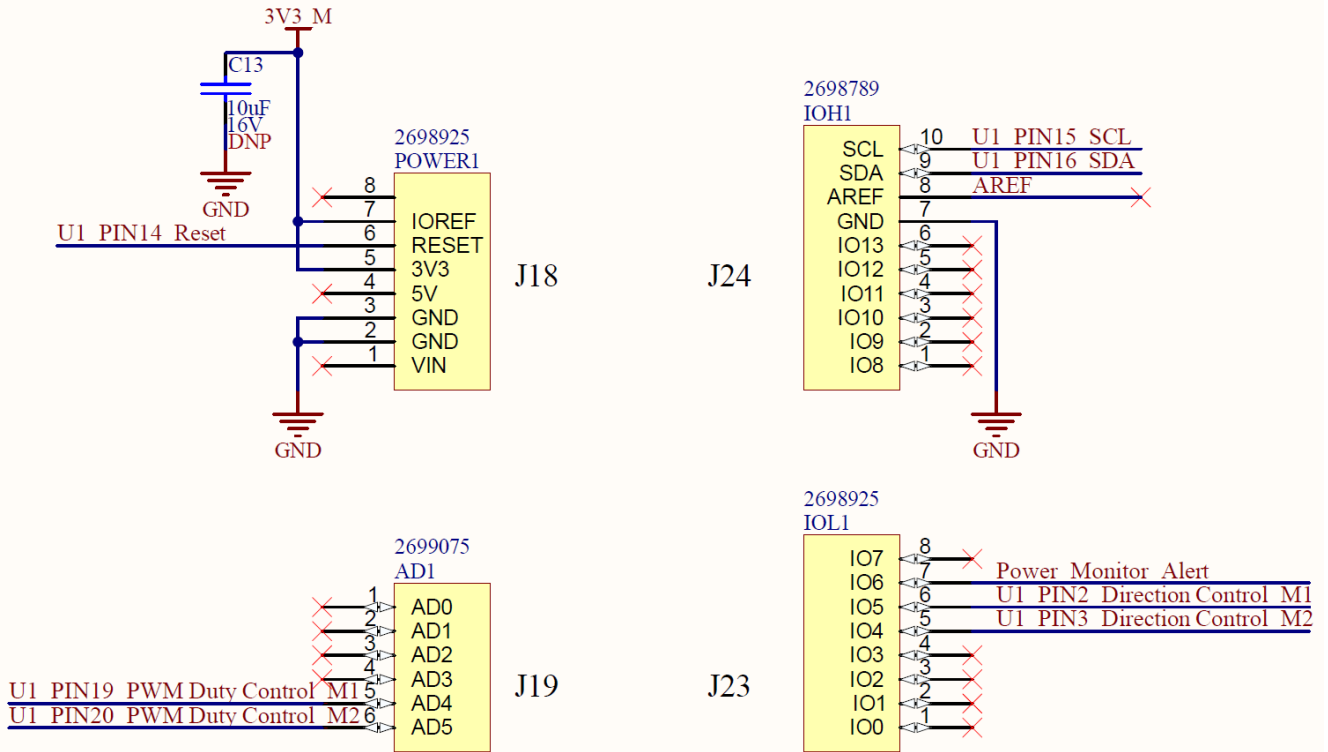 3V3_M
C13
10uF
16V
DNP
GND
2698925
POWER1
8
7 IOREF
U1_PIN14_Reset 6 RESET
5 3V3
4 5V
3 GND
2 GND
1 VIN
GND
J18
2698789
IOH1
SCL 10 U1_PIN15_SCL
SDA 9 U1_PIN16_SDA
AREF 8 AREF
GND 7
IO13 6
IO12 5
IO11 4
IO10 3
IO9 2
IO8 1
GND
J24
2699075
AD1
1 AD0
2 AD1
3 AD2
4 AD3
U1_PIN19_PWM Duty Control_M1 5 AD4
U1_PIN20_PWM Duty Control_M2 6 AD5
J19
2698925
IOL1
IO7 8
IO6 7 Power_Monitor_Alert
IO5 6 U1_PIN2_Direction Control_M1
IO4 5 U1_PIN3_Direction Control_M2
IO3 4
IO2 3
IO1 2
IO0 1
J23